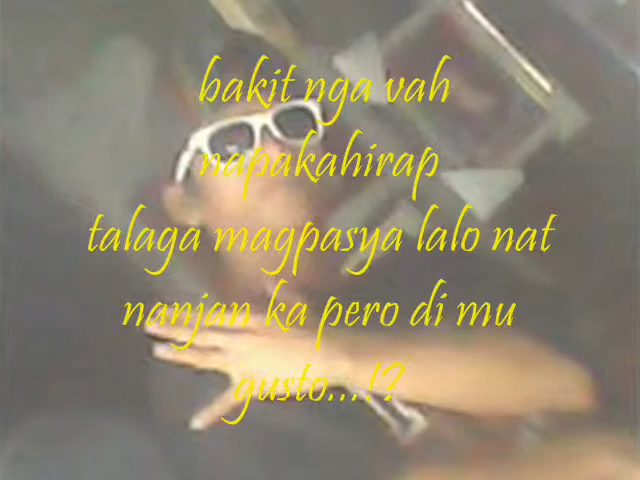 bakit nga vah
napakahirap
talaga magpasya lalo nat
nanjan ka pero di mu
gusto...!?